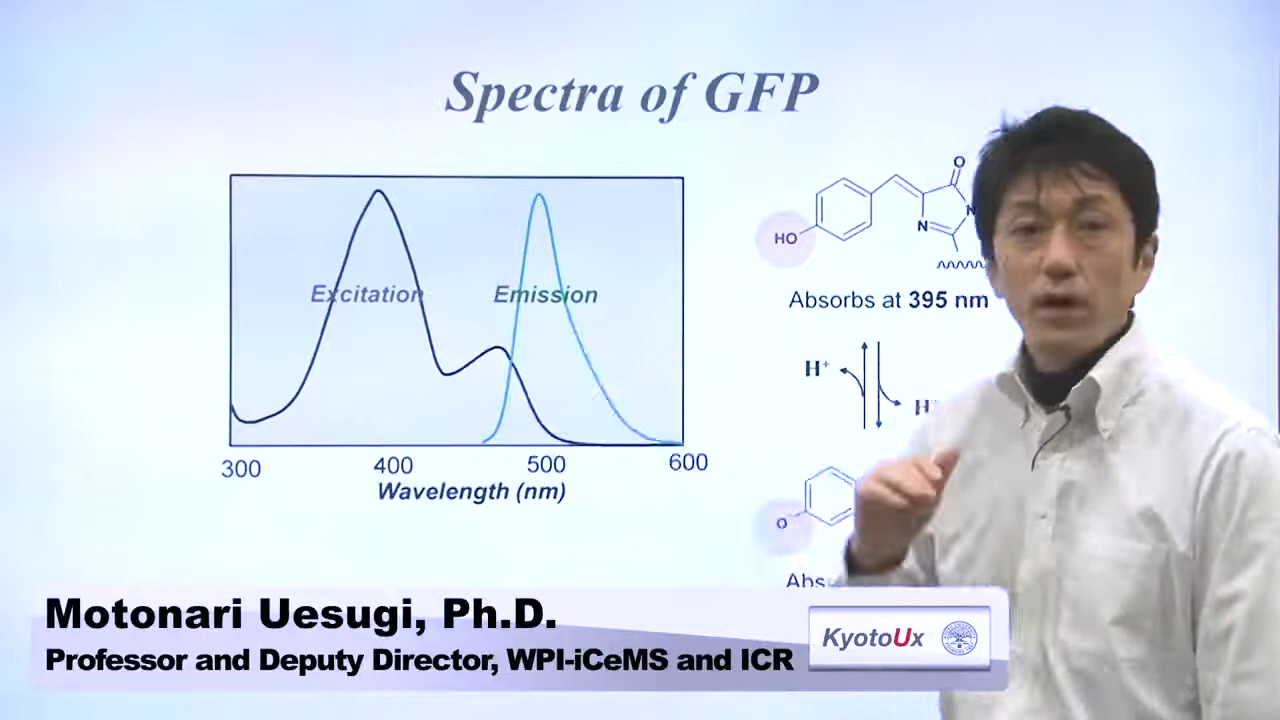 Spectra of GFP
Excitation
Emission
300
400
500
600
Wavelength (nm)
O
N
N
HO
Absorbs at 395 nm
H⁺
H⁺
O
Motonari Uesugi, Ph.D.
Professor and Deputy Director, WPI-iCeMS and ICR
KyotoUx